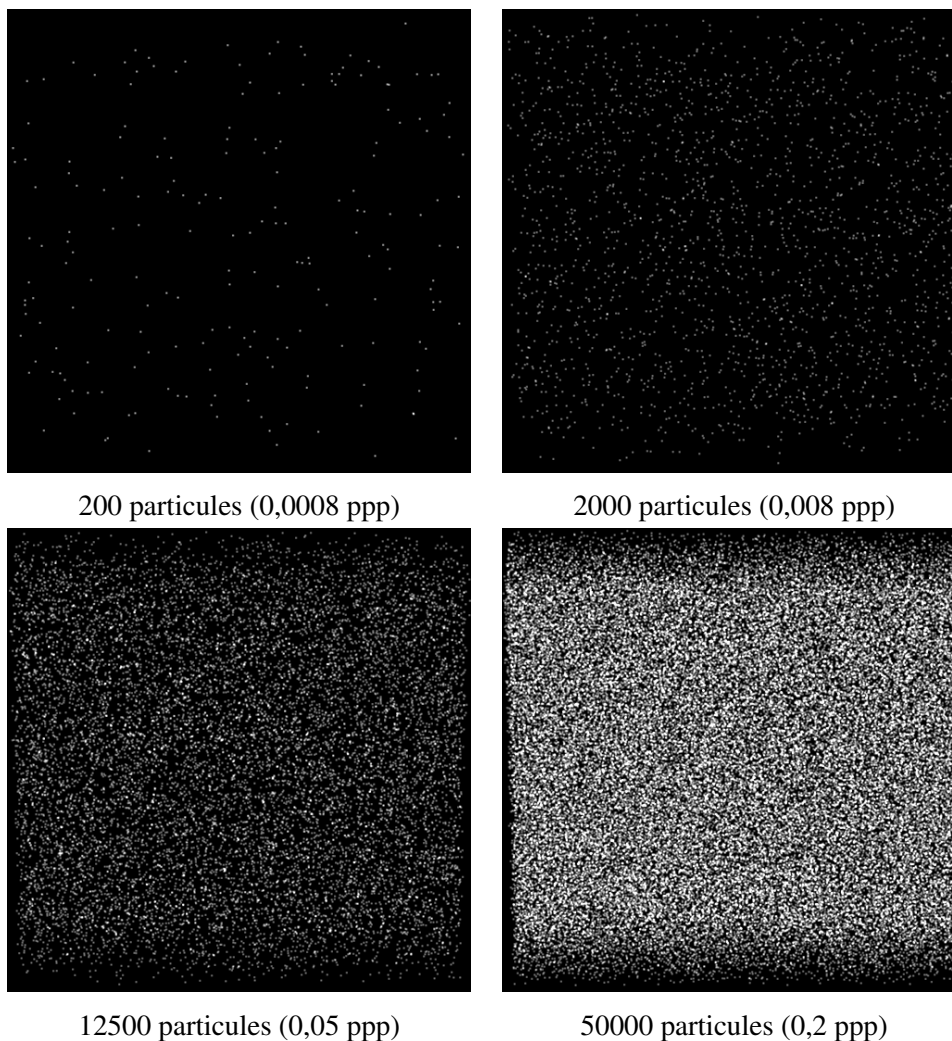 200 particules (0,0008 ppp)
2000 particules (0,008 ppp)
12500 particules (0,05 ppp)
50000 particules (0,2 ppp)